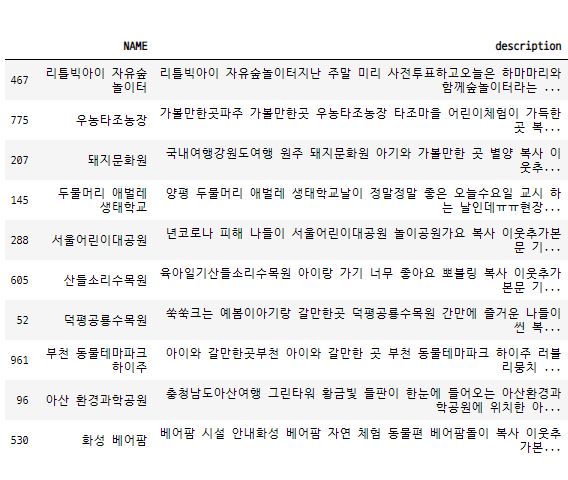 NAME description
467 리틀빅아이 자유숲 리틀빅아이 자유숲놀이터지난 주말 미리 사전투표하고오늘은 하마마리와
놀이터 함께숲놀이터라는 ...
775 우농타조농장 가볼만한곳파주 가볼만한곳 우농타조농장 타조마을 어린이체험이 가득한
곳 복...
207 돼지문화원 국내여행강원도여행 원주 돼지문화원 아기와 가볼만한 곳 별양 복사 이
웃추...
145 두물머리 애벌레 양평 두물머리 애벌레 생태학교날이 정말정말 좋은 오늘수요일 교시 하
생태학교 는 날인데ㅠㅠ현장...
288 서울어린이대공원 년코로나 피해 나들이 서울어린이대공원 놀이공원가요 복사 이웃추가본
문 기...
605 산들소리수목원 육아일기산들소리수목원 아이랑 가기 너무 좋아요 뽀블링 복사 이웃추가
본문 기...
52 덕평공룡수목원 쑥쑥크는 예봄이아기랑 갈만한곳 덕평공룡수목원 간만에 즐거운 나들이
썬 복...
961 부천 동물테마파크 아이와 갈만한곳부천 아이와 갈만한 곳 부천 동물테마파크 하이주 러블
하이주 리뭉치 ...
96 아산 환경과학공원 충청남도아산여행 그린타워 황금빛 들판이 한눈에 들어오는 아산환경과
학공원에 위치한 아...
530 화성 베어팜 베어팜 시설 안내화성 베어팜 자연 체험 동물편 베어팜돌이 복사 이웃추
가본...